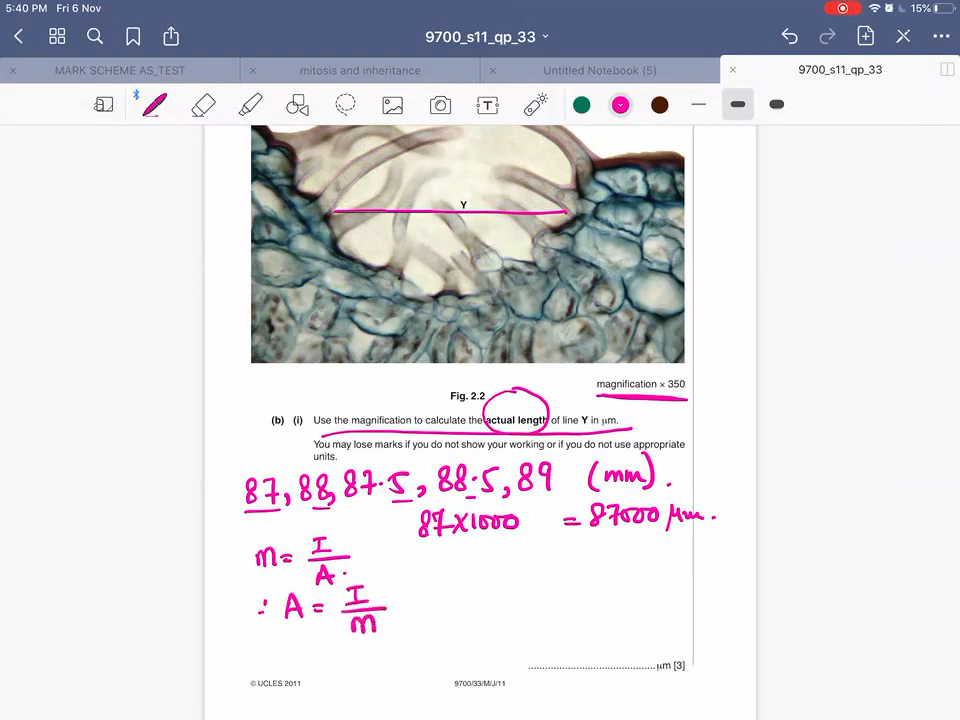 5:40 PM Fri 6 Nov
15%
9700_s11_qp_33
MARK SCHEME AS_TEST
mitosis and inheritance
Untitled Notebook (5)
9700_s11_qp_33
Y
magnification × 350
Fig. 2.2
(b) (i) Use the magnification to calculate the actual length of line Y in µm.
You may lose marks if you do not show your working or if you do not use appropriate
units.
87, 88, 87.5, 88.5, 89 (mm).
87×1000 = 87000 µm.
m = I/A.
∴ A = I/m
............................................µm [3]
© UCLES 2011
9700/33/M/J/11